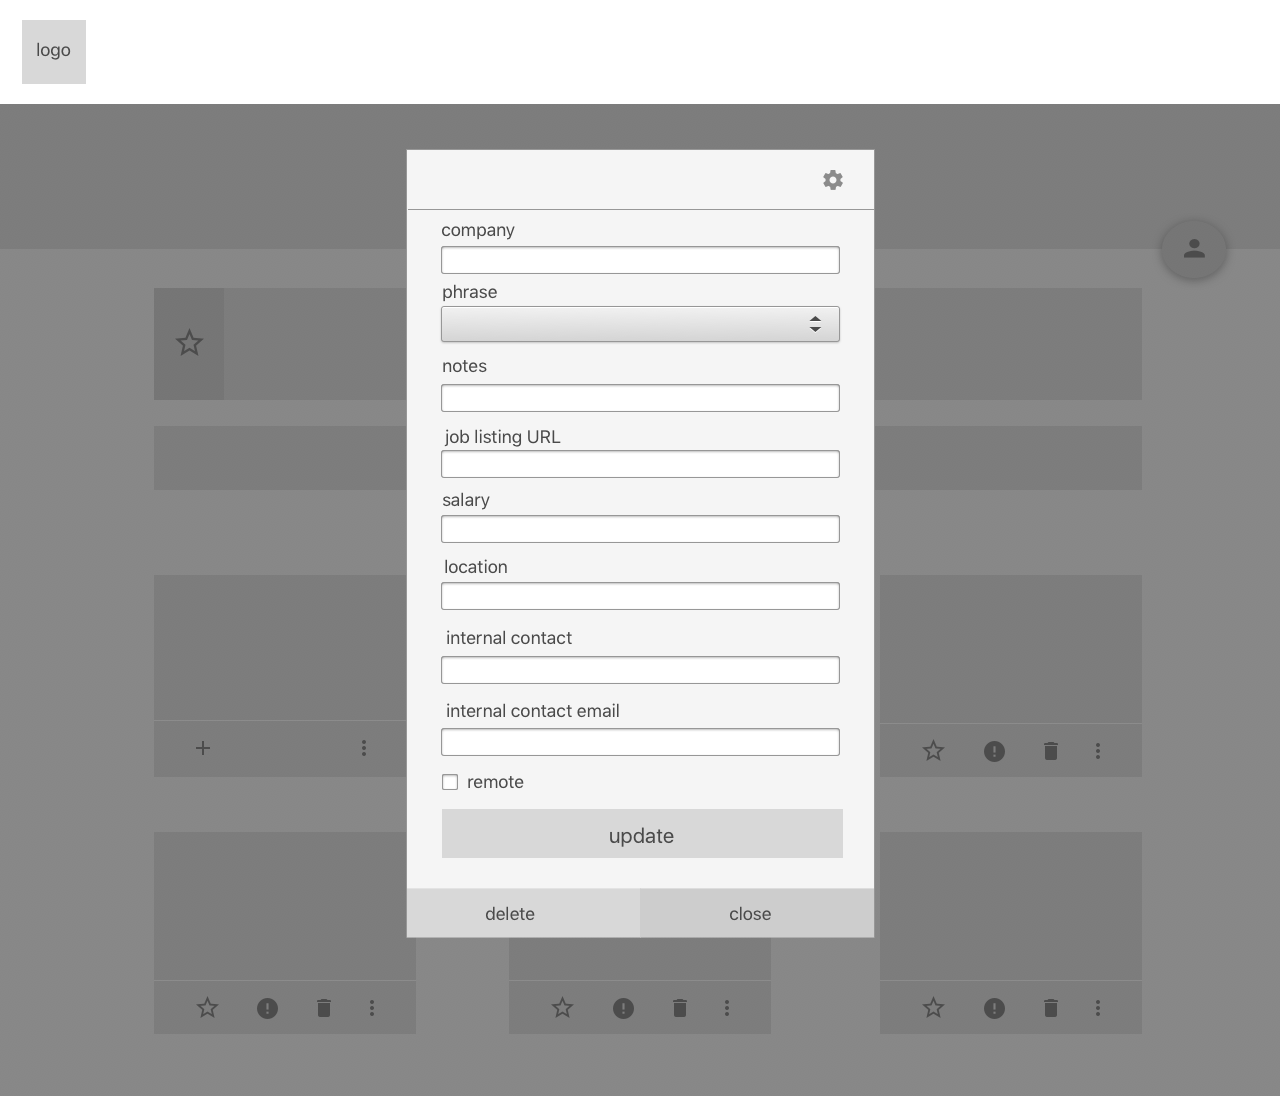 logo
company
phrase
notes
job listing URL
salary
location
internal contact
internal contact email
remote
update
delete
close